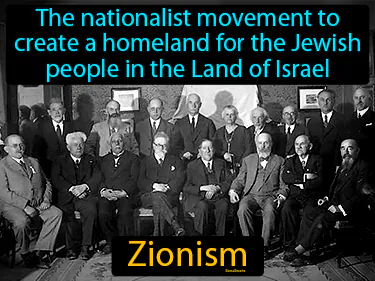 The nationalist movement to
create a homeland for the Jewish
people in the Land of Israel
Zionism